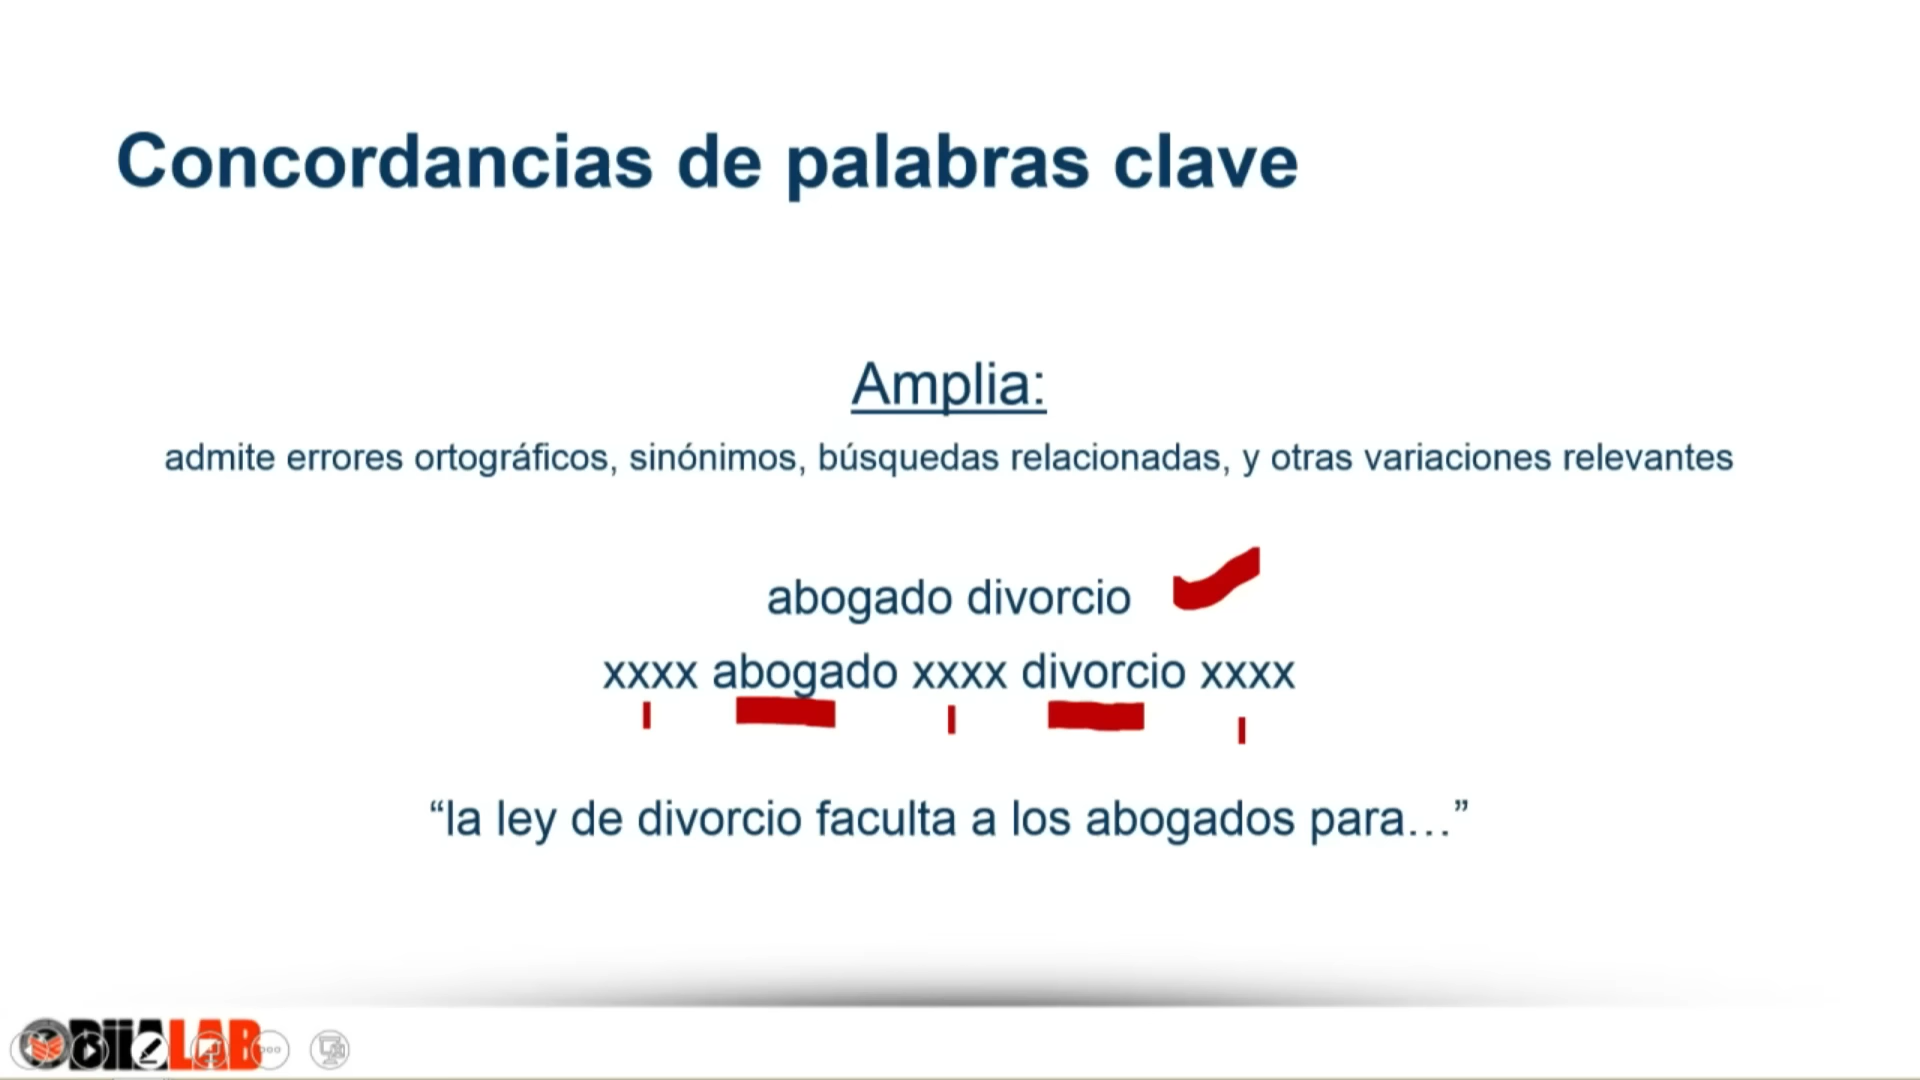 Concordancias de palabras clave
Amplia:
admite errores ortográficos, sinónimos, búsquedas relacionadas, y otras variaciones relevantes
abogado divorcio
xxxx abogado xxxx divorcio xxxx
“la ley de divorcio faculta a los abogados para…”
BiiALAB